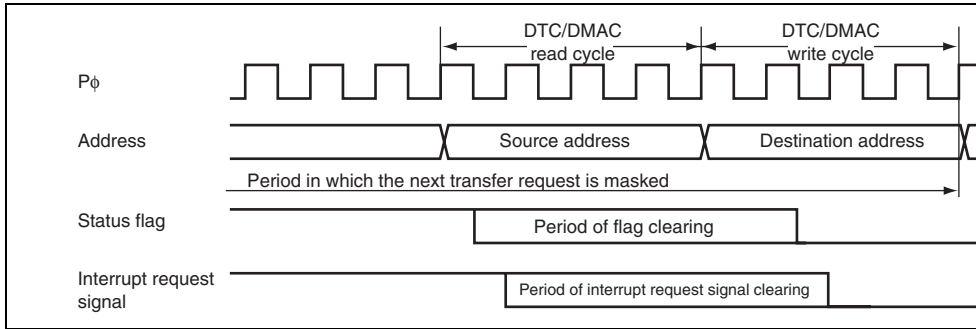 DTC/DMAC
read cycle
DTC/DMAC
write cycle
Pϕ
Address
Source address
Destination address
Period in which the next transfer request is masked
Status flag
Period of flag clearing
Interrupt request
signal
Period of interrupt request signal clearing